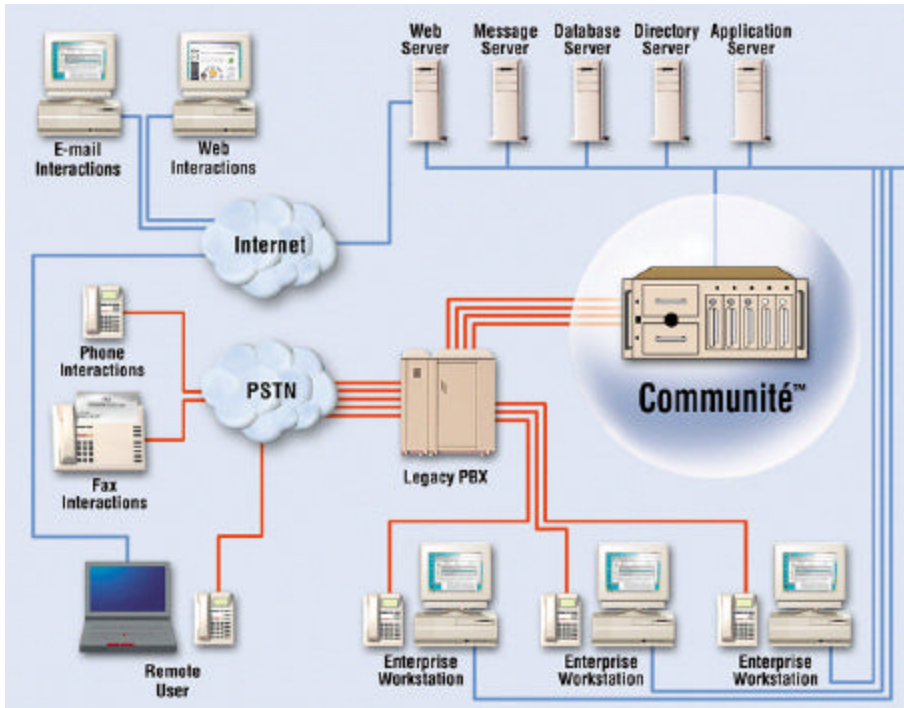 Web
Server
Message
Server
Database
Server
Directory
Server
Application
Server
E-mail
Interactions
Web
Interactions
Internet
Phone
Interactions
PSTN
Communité™
Fax
Interactions
Legacy PBX
Remote
User
Enterprise
Workstation
Enterprise
Workstation
Enterprise
Workstation